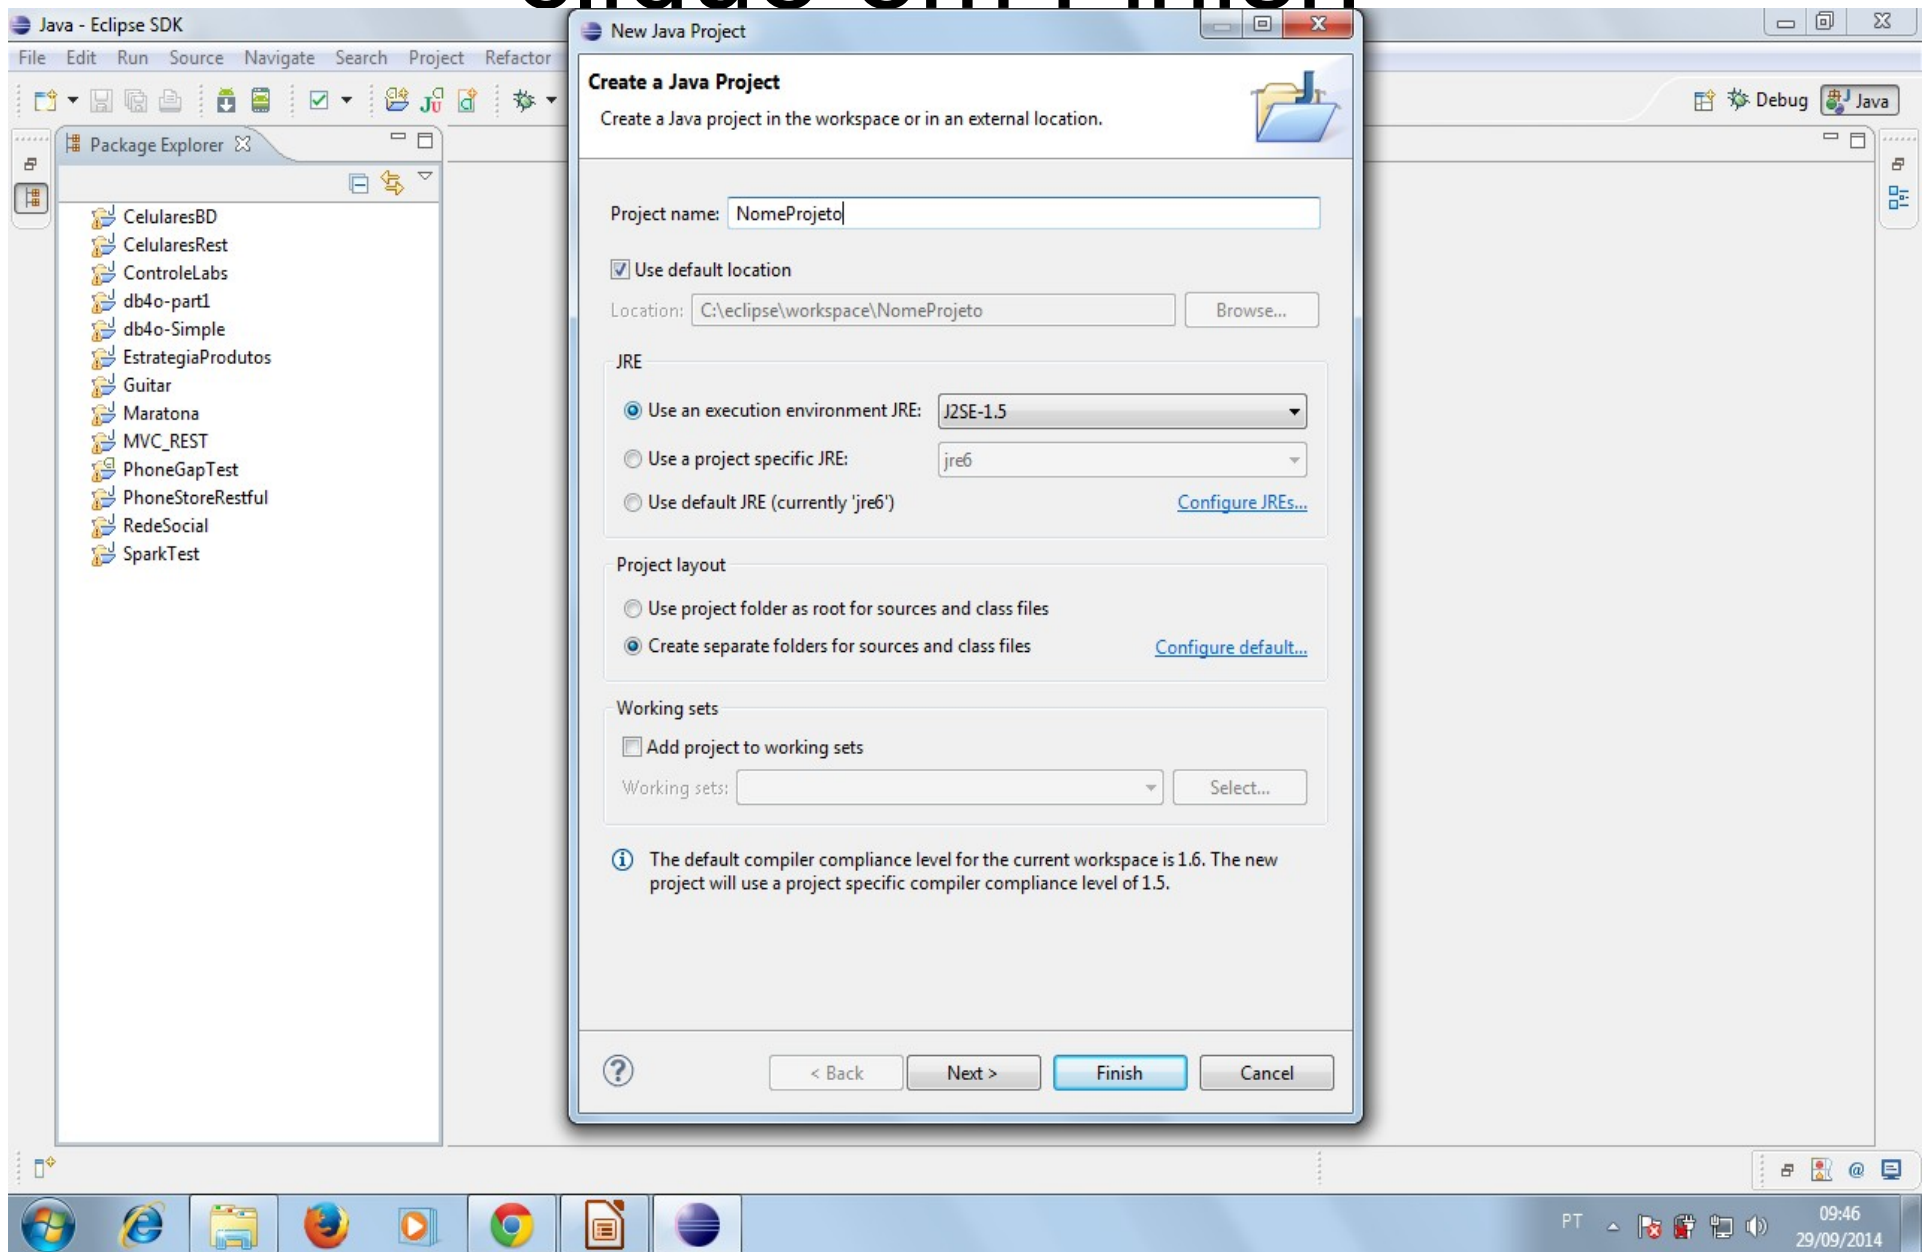 clique em Finish
Java - Eclipse SDK
New Java Project
File Edit Run Source Navigate Search Project Refactor
Create a Java Project
Create a Java project in the workspace or in an external location.
Debug
Java
Package Explorer
CelularesBD
CelularesRest
ControleLabs
db4o-part1
db4o-Simple
EstrategiaProdutos
Guitar
Maratona
MVC_REST
PhoneGapTest
PhoneStoreRestful
RedeSocial
SparkTest
Project name: NomeProjeto
Use default location
Location: C:\eclipse\workspace\NomeProjeto Browse...
JRE
Use an execution environment JRE: J2SE-1.5
Use a project specific JRE: jre6
Use default JRE (currently 'jre6') Configure JREs...
Project layout
Use project folder as root for sources and class files
Create separate folders for sources and class files Configure default...
Working sets
Add project to working sets
Working sets: Select...
The default compiler compliance level for the current workspace is 1.6. The new
project will use a project specific compiler compliance level of 1.5.
< Back Next > Finish Cancel
PT
09:46
29/09/2014